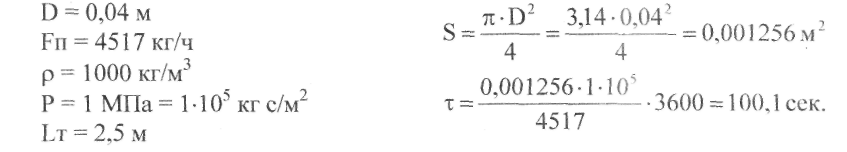 D = 0,04 м
Fп = 4517 кг/ч
ρ = 1000 кг/м³
P = 1 МПа = 1·10⁵ кг с/м²
Lт = 2,5 м
S = π·D²/4 = 3,14·0,04²/4 = 0,001256 м²
τ = 0,001256·1·10⁵/4517 · 3600 = 100,1 сек.